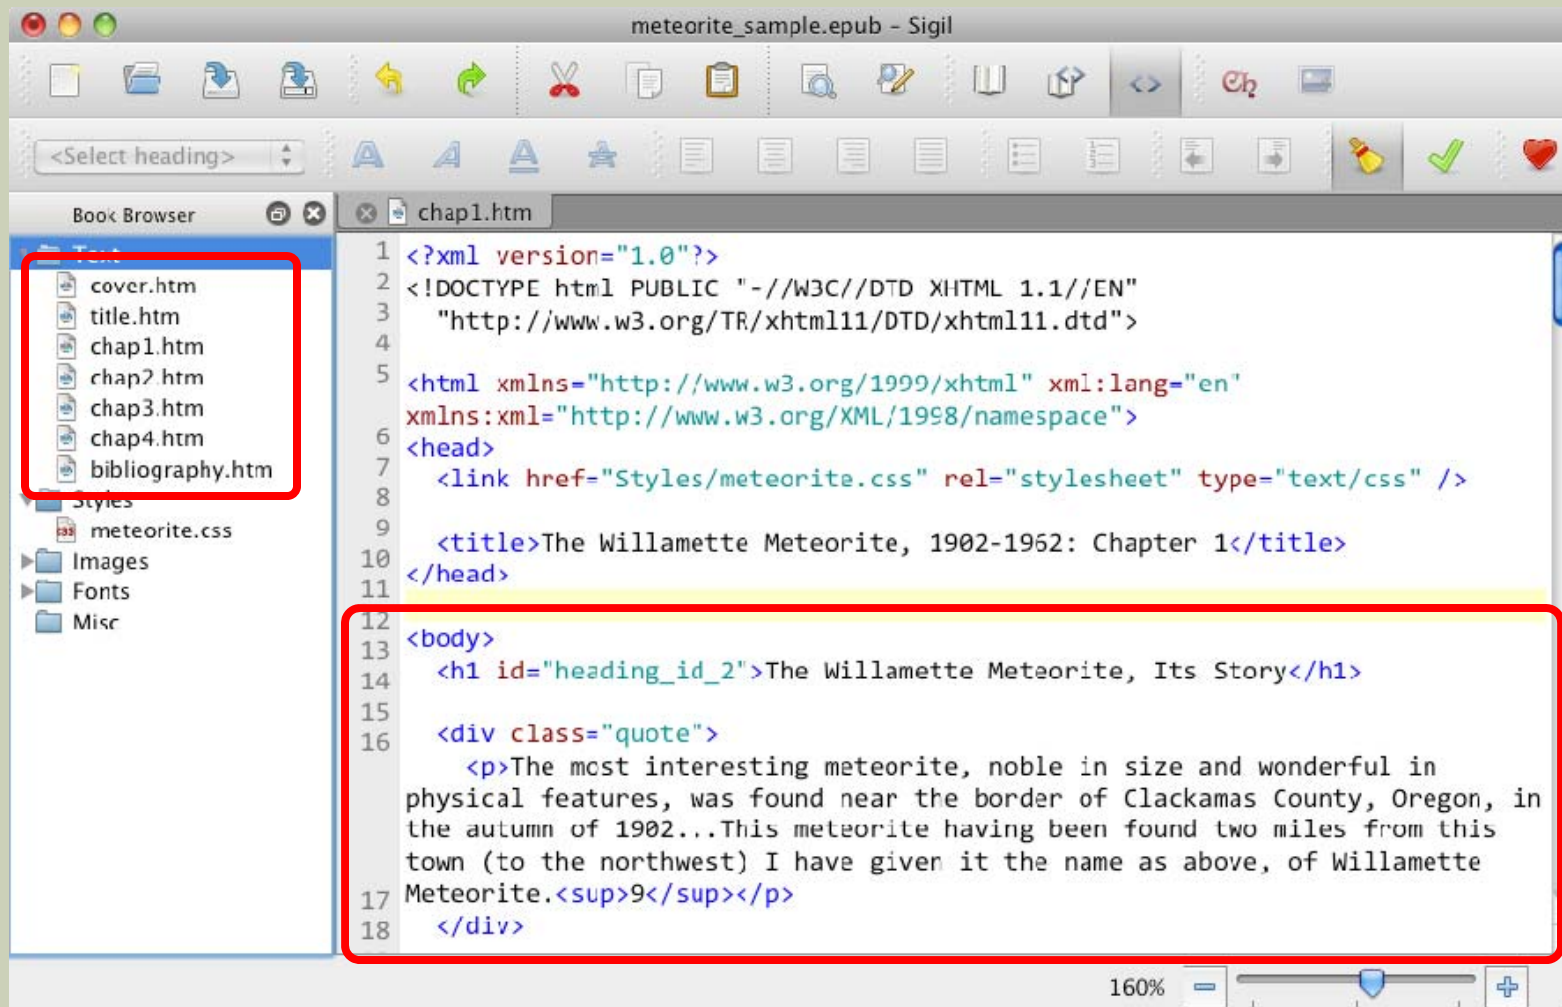 meteorite_sample.epub – Sigil
<Select heading>
Book Browser
chap1.htm
Text
cover.htm
title.htm
chap1.htm
chap2.htm
chap3.htm
chap4.htm
bibliography.htm
Styles
meteorite.css
Images
Fonts
Misc
1 <?xml version="1.0"?>
2 <!DOCTYPE html PUBLIC "-//W3C//DTD XHTML 1.1//EN"
3 "http://www.w3.org/TR/xhtml11/DTD/xhtml11.dtd">
4
5 <html xmlns="http://www.w3.org/1999/xhtml" xml:lang="en"
xmlns:xml="http://www.w3.org/XML/1998/namespace">
6 <head>
7 <link href="Styles/meteorite.css" rel="stylesheet" type="text/css" />
8
9 <title>The Willamette Meteorite, 1902-1962: Chapter 1</title>
10 </head>
11
12 <body>
13 <h1 id="heading_id_2">The Willamette Meteorite, Its Story</h1>
14
15 <div class="quote">
16 <p>The most interesting meteorite, noble in size and wonderful in
physical features, was found near the border of Clackamas County, Oregon, in
the autumn of 1902...This meteorite having been found two miles from this
town (to the northwest) I have given it the name as above, of Willamette
Meteorite.<sup>9</sup></p>
17 </div>
18
160%